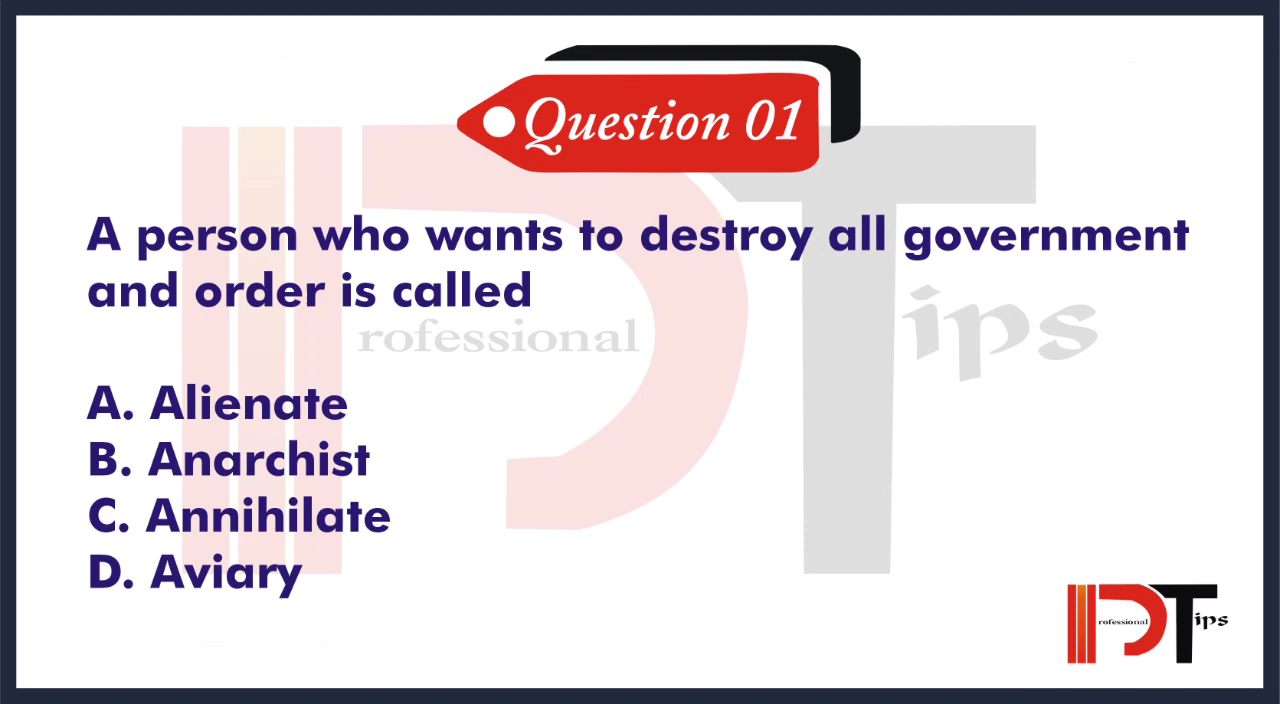 Question 01
A person who wants to destroy all government
and order is called
rofessional
ips
A. Alienate
B. Anarchist
C. Annihilate
D. Aviary
PT
rofessional
ips